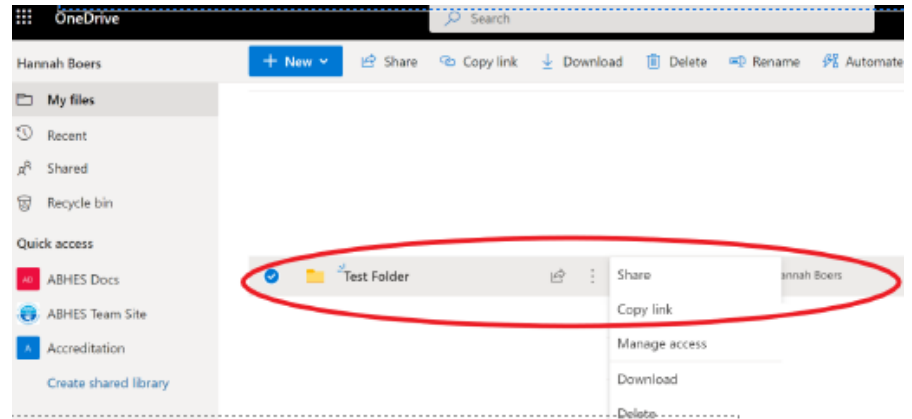 OneDrive
Search
Hannah Boers
New
Share
Copy link
Download
Delete
Rename
Automate
My files
Recent
Shared
Recycle bin
Quick access
AD
ABHES Docs
ABHES Team Site
A
Accreditation
Create shared library
Test Folder
Share
annah Boers
Copy link
Manage access
Download
Delete